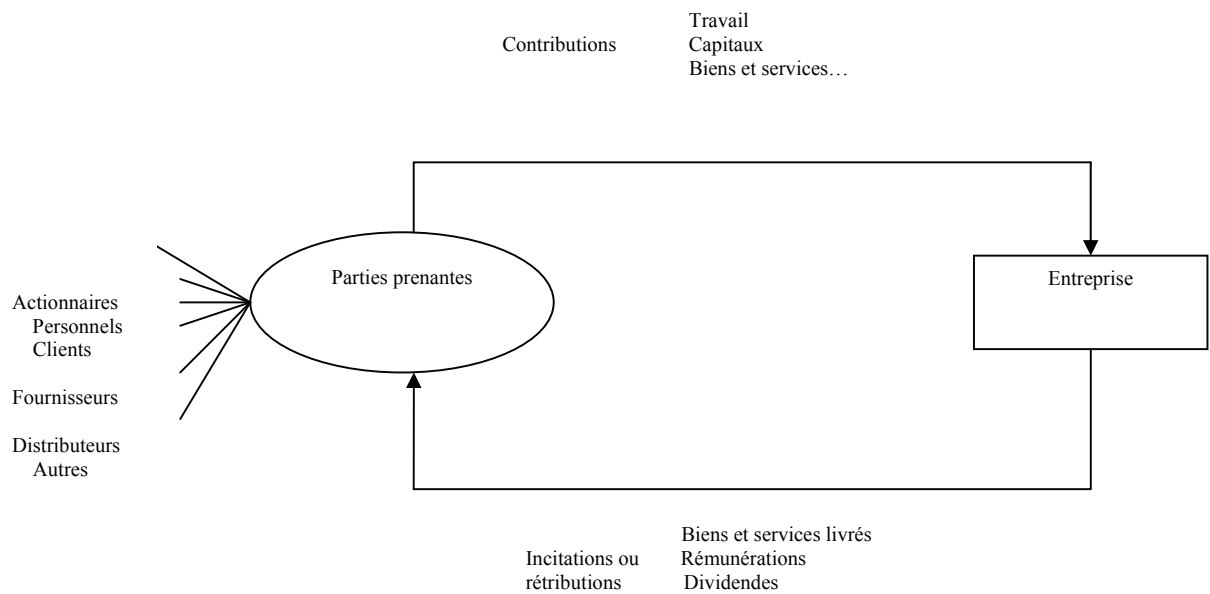 Travail
Contributions Capitaux
Biens et services…
Parties prenantes
Entreprise
Actionnaires
Personnels
Clients
Fournisseurs
Distributeurs
Autres
Biens et services livrés
Incitations ou Rémunérations
rétributions Dividendes